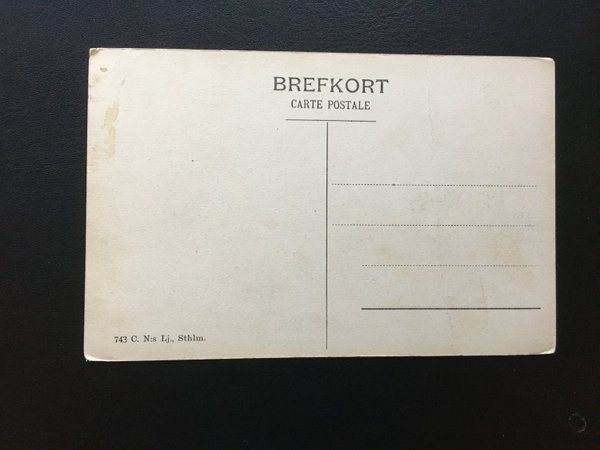 BREFKORT
CARTE POSTALE
743 C. N:s Lj., Sthlm.